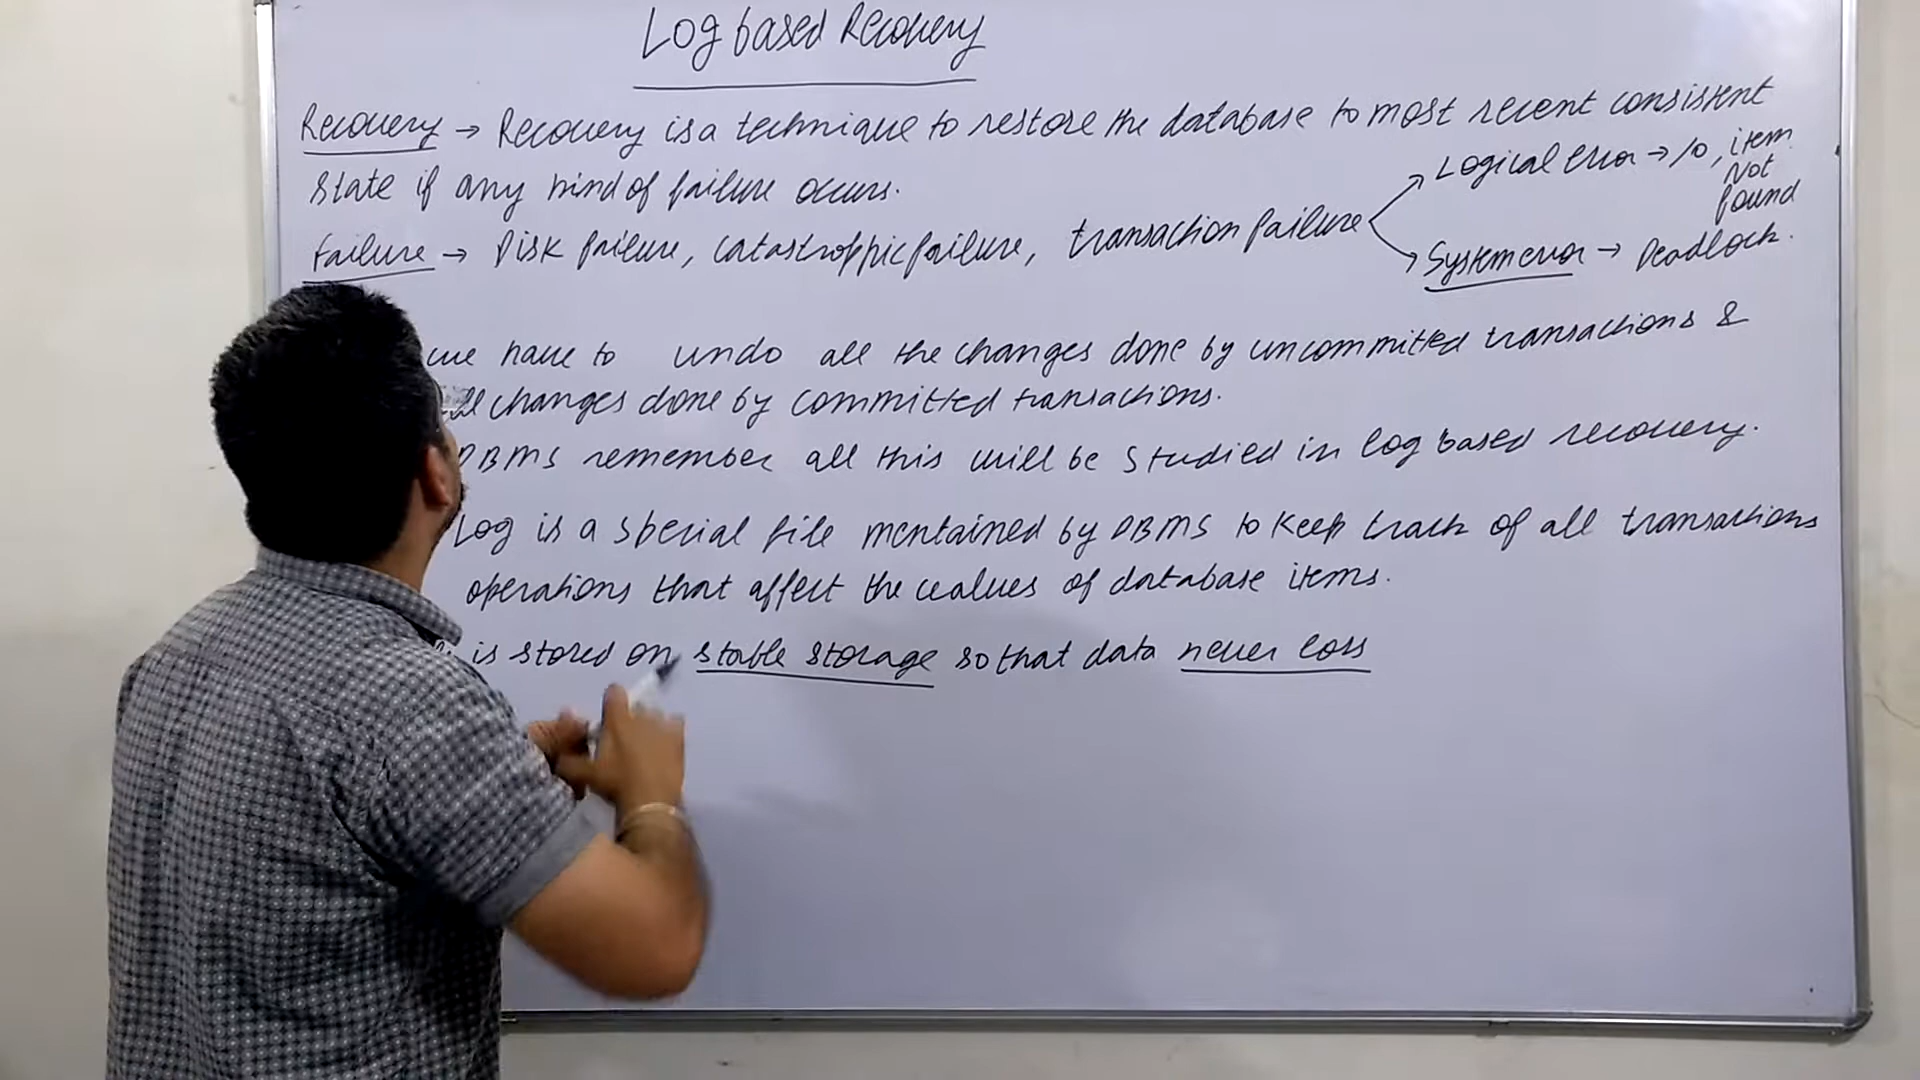 Log based Recovery
Recovery → Recovery is a technique to restore the database to most recent consistent
state if any kind of failure occurs.
Logical error → /0, item
Not
found
Failure → Disk failure, catastrophic failure, transaction failure
System error → Deadlock.
we have to undo all the changes done by uncommitted transactions &
all changes done by committed transactions.
DBMS remember all this will be studied in log based recovery.
Log is a special file mentained by DBMS to keep track of all transactions
operations that affect the values of database items.
is stored on stable storage so that data never loss